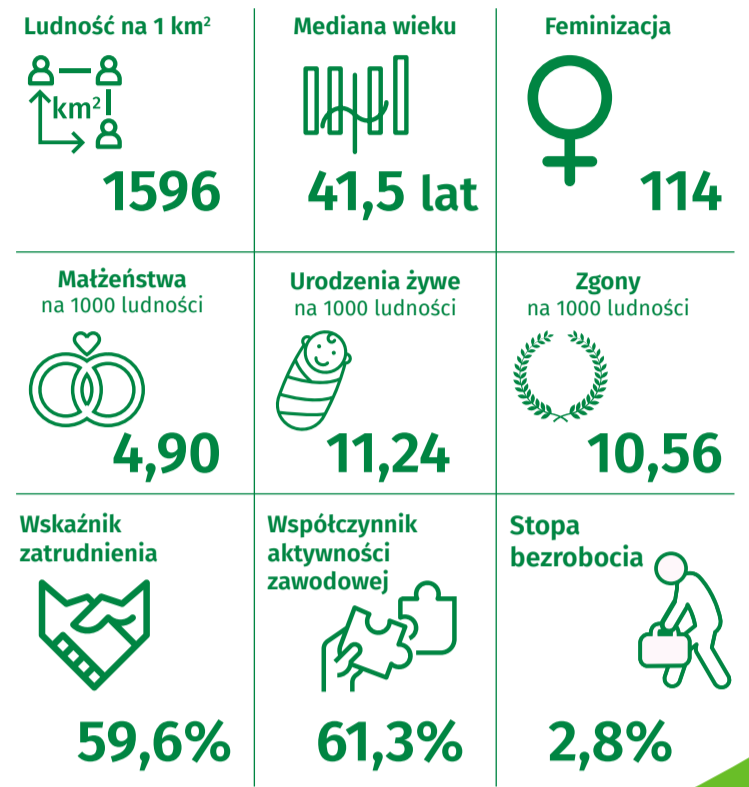 Ludność na 1 km²
km²
1596
Mediana wieku
41,5 lat
Feminizacja
114
Małżeństwa
na 1000 ludności
4,90
Urodzenia żywe
na 1000 ludności
11,24
Zgony
na 1000 ludności
10,56
Wskaźnik
zatrudnienia
59,6%
Współczynnik
aktywności
zawodowej
61,3%
Stopa
bezrobocia
2,8%